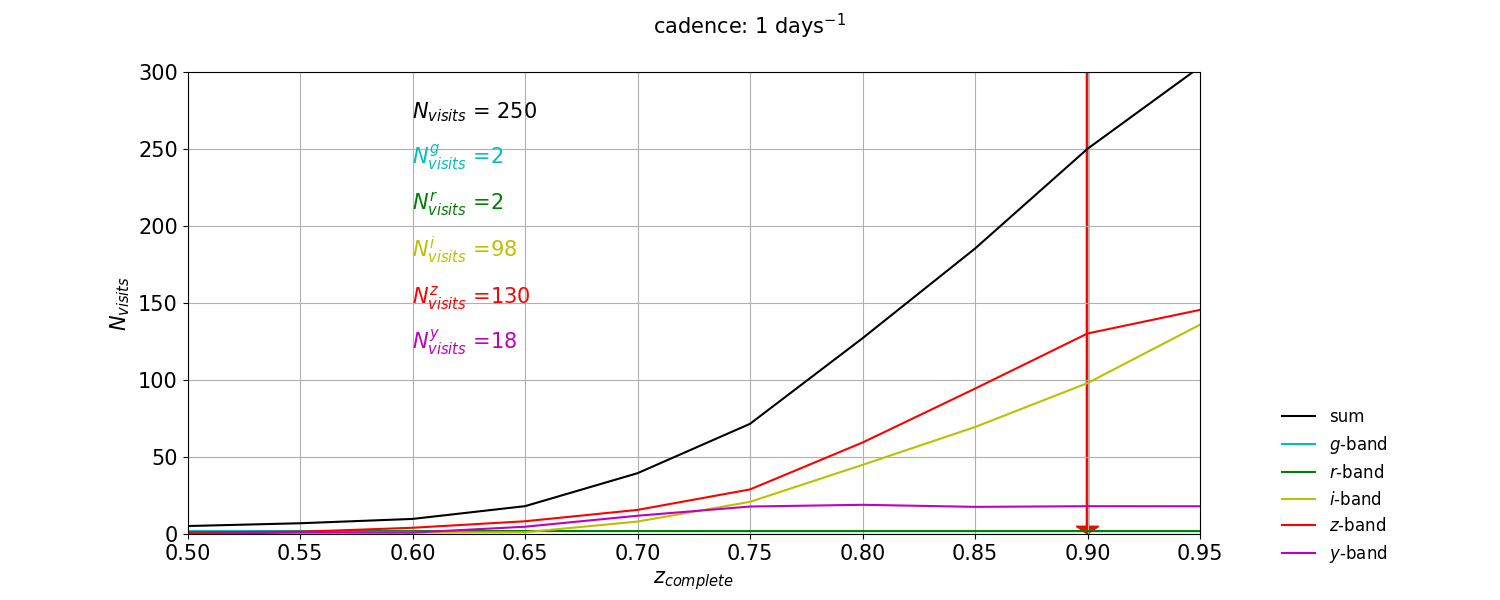 cadence: 1 days⁻¹
300
250
200
150
100
50
0
N_visits
N_visits = 250
N^g_visits =2
N^r_visits =2
N^i_visits =98
N^z_visits =130
N^y_visits =18
0.50 0.55 0.60 0.65 0.70 0.75 0.80 0.85 0.90 0.95
z_complete
sum
g-band
r-band
i-band
z-band
y-band